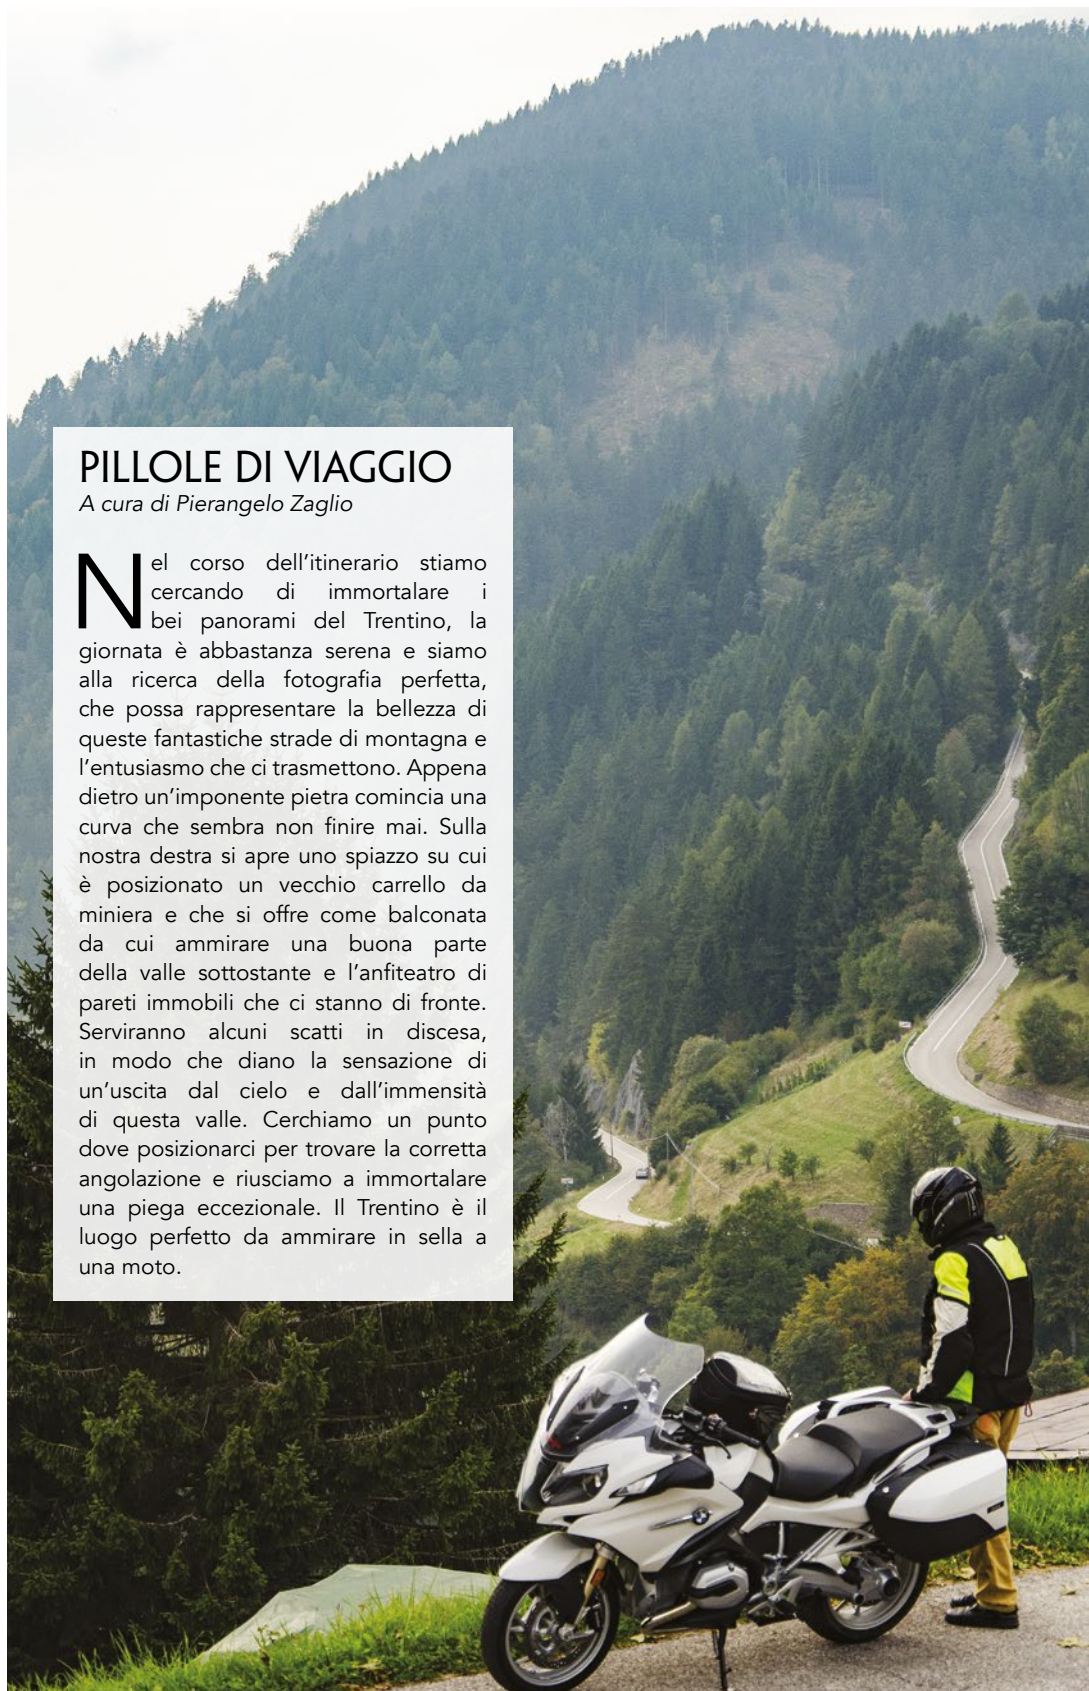 PILLOLE DI VIAGGIO
A cura di Pierangelo Zaglio
Nel corso dell'itinerario stiamo
cercando di immortalare i
bei panorami del Trentino, la
giornata è abbastanza serena e siamo
alla ricerca della fotografia perfetta,
che possa rappresentare la bellezza di
queste fantastiche strade di montagna e
l'entusiasmo che ci trasmettono. Appena
dietro un'imponente pietra comincia una
curva che sembra non finire mai. Sulla
nostra destra si apre uno spiazzo su cui
è posizionato un vecchio carrello da
miniera e che si offre come balconata
da cui ammirare una buona parte
della valle sottostante e l'anfiteatro di
pareti immobili che ci stanno di fronte.
Serviranno alcuni scatti in discesa,
in modo che diano la sensazione di
un'uscita dal cielo e dall'immensità
di questa valle. Cerchiamo un punto
dove posizionarci per trovare la corretta
angolazione e riusciamo a immortalare
una piega eccezionale. Il Trentino è il
luogo perfetto da ammirare in sella a
una moto.